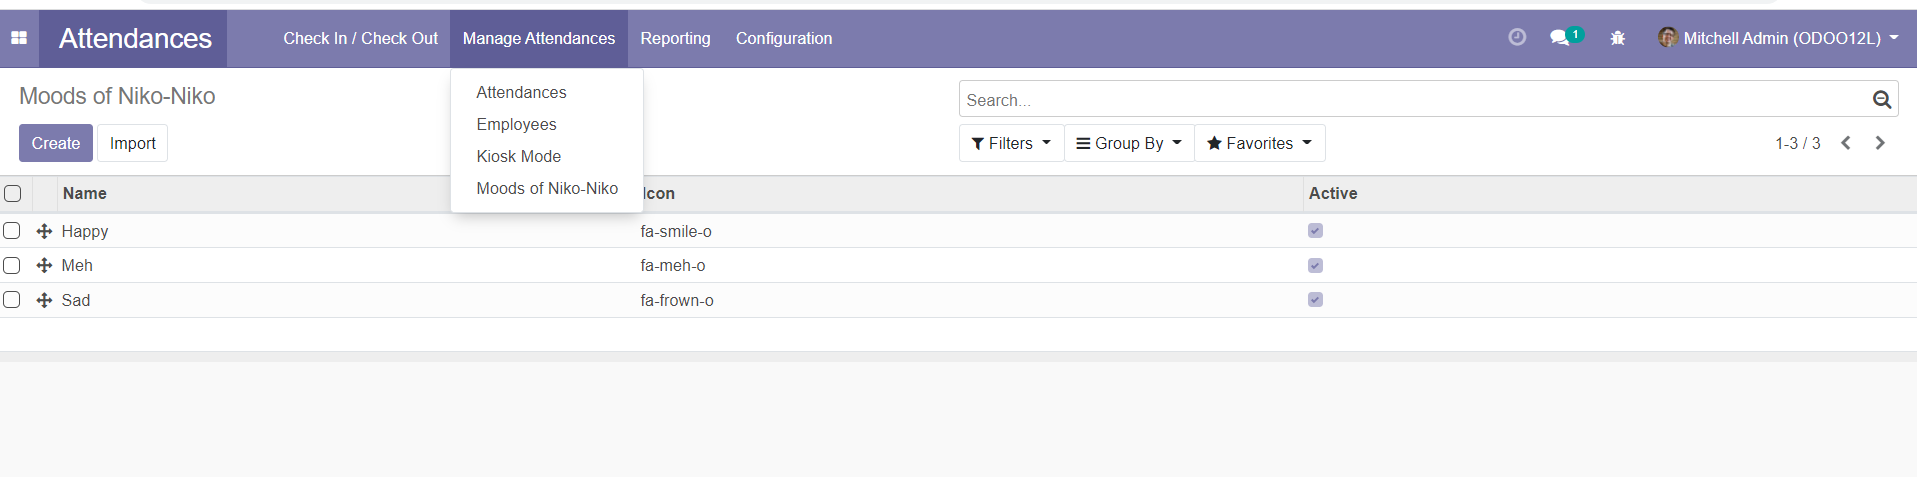 Attendances Check In / Check Out Manage Attendances Reporting Configuration 1 Mitchell Admin (ODOO12L)
Moods of Niko-Niko
Attendances
Employees
Kiosk Mode
Moods of Niko-Niko
Search...
Create Import
Filters Group By Favorites 1-3 / 3
Name Icon Active
Happy fa-smile-o
Meh fa-meh-o
Sad fa-frown-o